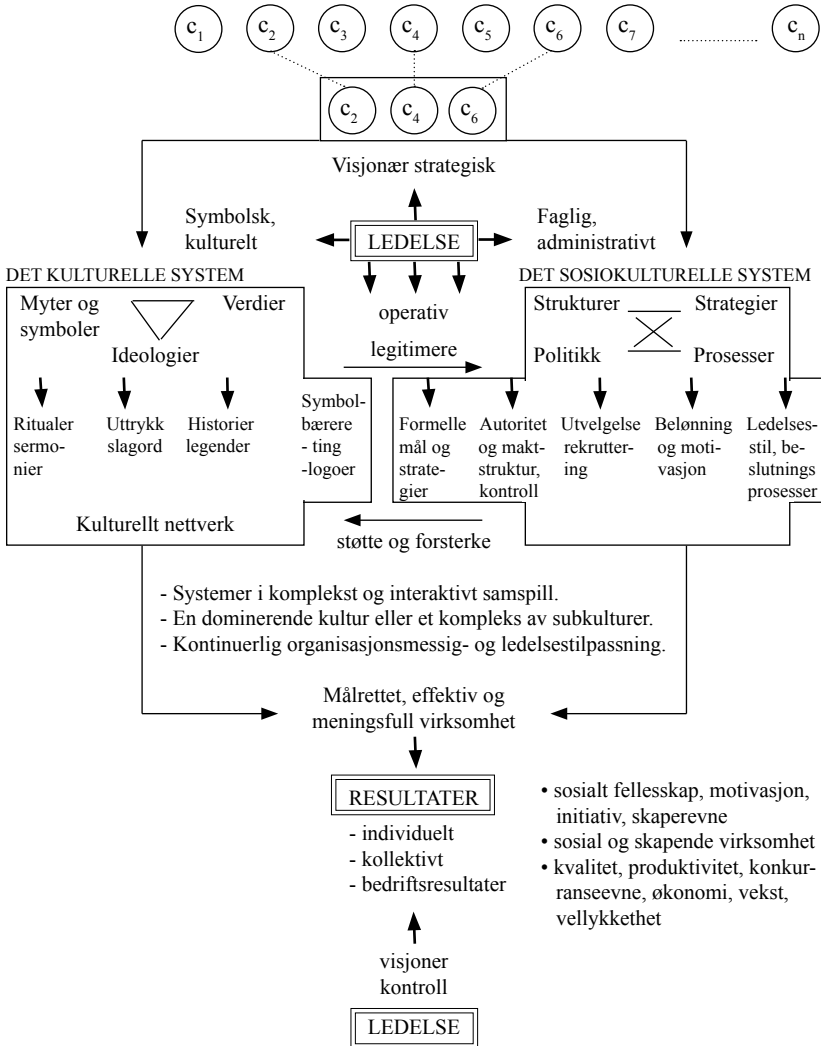 c1 c2 c3 c4 c5 c6 c7 .................... cn
c2 c4 c6
Visjonær strategisk
Symbolsk,
kulturelt
LEDELSE
Faglig,
administrativt
DET KULTURELLE SYSTEM
Myter og
symboler
Verdier
Ideologier
operativ
legitimere
DET SOSIOKULTURELLE SYSTEM
Strukturer
Strategier
Politikk
Prosesser
Ritualer
sermo-
nier
Uttrykk
slagord
Historier
legender
Symbol-
bærere
- ting
-logoer
Formelle
mål og
strate-
gier
Autoritet
og makt-
struktur,
kontroll
Utvelgelse
rekrutter-
ing
Belønning
og moti-
vasjon
Ledelses-
stil, be-
slutnings
prosesser
Kulturellt nettverk
støtte og forsterke
- Systemer i komplekst og interaktivt samspill.
- En dominerende kultur eller et kompleks av subkulturer.
- Kontinuerlig organisasjonsmessig- og ledelsestilpassning.
Målrettet, effektiv og
meningsfull virksomhet
RESULTATER
- individuelt
- kollektivt
- bedriftsresultater
• sosialt fellesskap, motivasjon,
initiativ, skaperevne
• sosial og skapende virksomhet
• kvalitet, produktivitet, konkur-
ranseevne, økonomi, vekst,
vellykkethet
visjoner
kontroll
LEDELSE